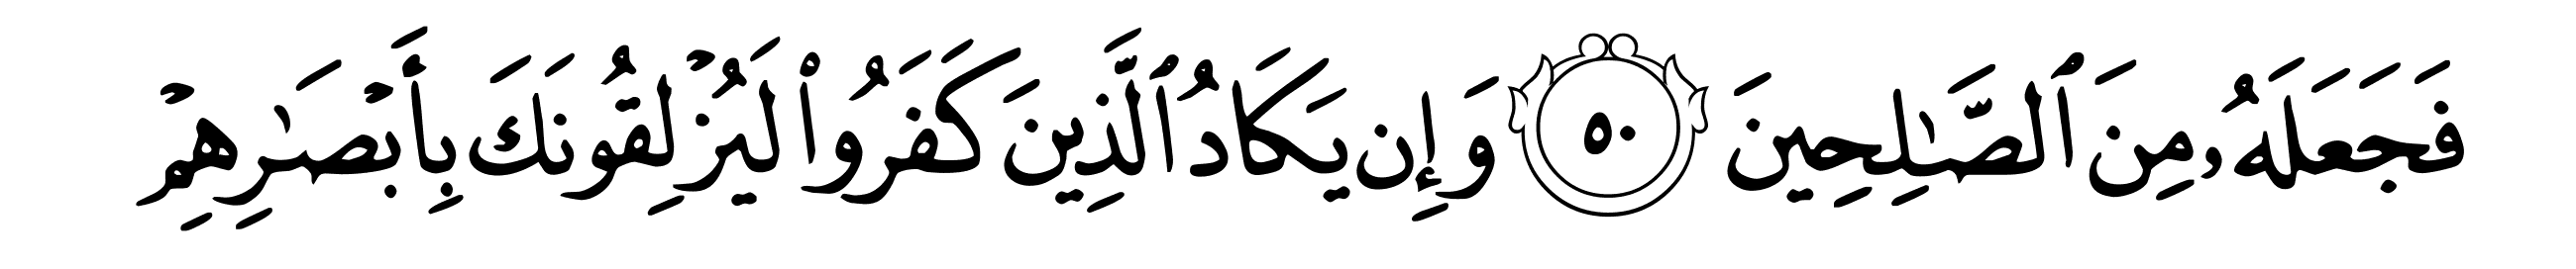 فَجَعَلَهُۥ مِنَ ٱلصَّـٰلِحِينَ ٥٠ وَإِن يَكَادُ ٱلَّذِينَ كَفَرُوا۟ لَيُزْلِقُونَكَ بِأَبْصَـٰرِهِمْ